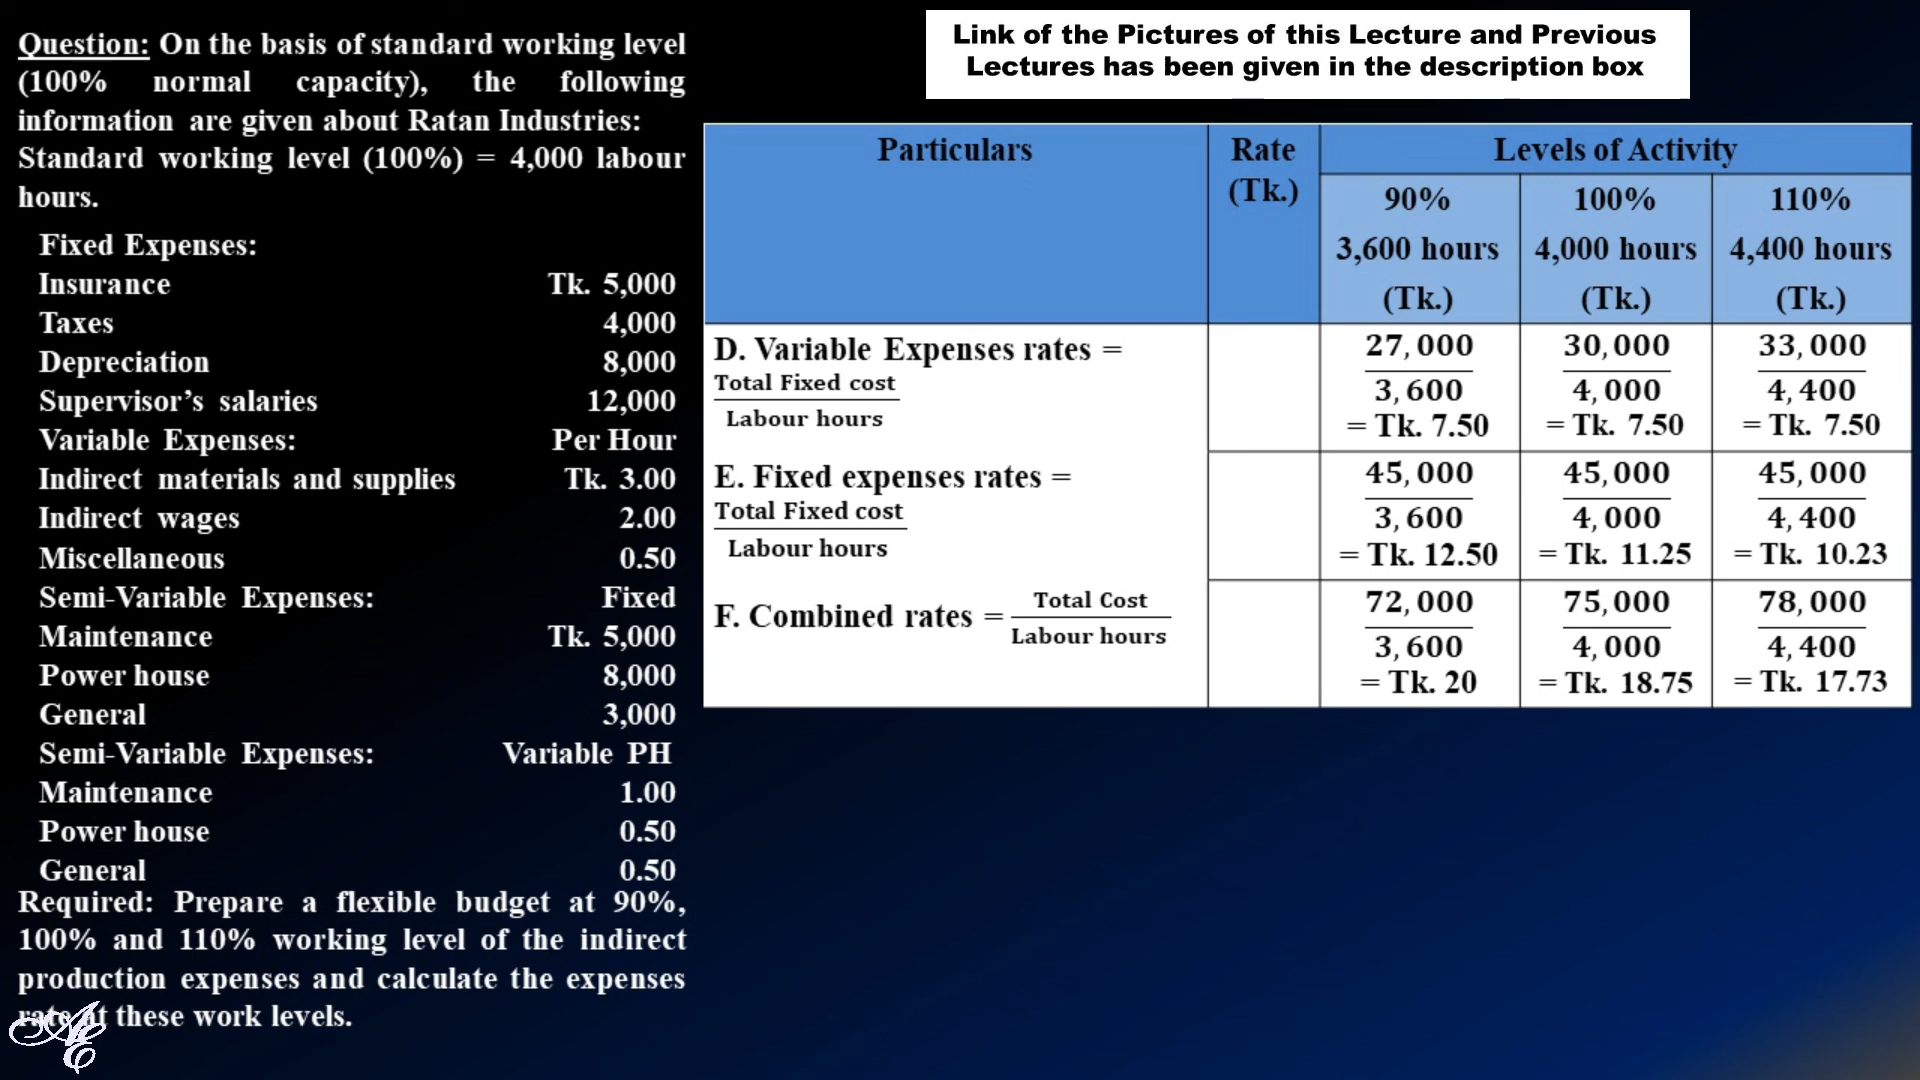 Question: On the basis of standard working level
(100% normal capacity), the following
information are given about Ratan Industries:
Standard working level (100%) = 4,000 labour
hours.
Fixed Expenses:
Insurance Tk. 5,000
Taxes 4,000
Depreciation 8,000
Supervisor’s salaries 12,000
Variable Expenses: Per Hour
Indirect materials and supplies Tk. 3.00
Indirect wages 2.00
Miscellaneous 0.50
Semi-Variable Expenses: Fixed
Maintenance Tk. 5,000
Power house 8,000
General 3,000
Semi-Variable Expenses: Variable PH
Maintenance 1.00
Power house 0.50
General 0.50
Required: Prepare a flexible budget at 90%,
100% and 110% working level of the indirect
production expenses and calculate the expenses
rate at these work levels.
AE
Link of the Pictures of this Lecture and Previous
Lectures has been given in the description box
Particulars Rate Levels of Activity
(Tk.)
90% 100% 110%
3,600 hours 4,000 hours 4,400 hours
(Tk.) (Tk.) (Tk.)
D. Variable Expenses rates = 27,000 30,000 33,000
Total Fixed cost 3,600 4,000 4,400
Labour hours = Tk. 7.50 = Tk. 7.50 = Tk. 7.50
E. Fixed expenses rates = 45,000 45,000 45,000
Total Fixed cost 3,600 4,000 4,400
Labour hours = Tk. 12.50 = Tk. 11.25 = Tk. 10.23
F. Combined rates = Total Cost 72,000 75,000 78,000
Labour hours 3,600 4,000 4,400
= Tk. 20 = Tk. 18.75 = Tk. 17.73